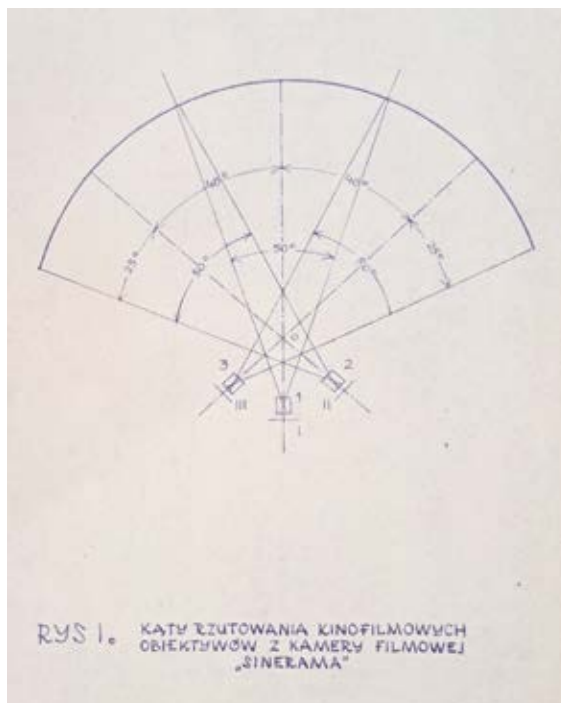 40° 40°
25° 50° 50° 50° 25°
O
3 2
1
III II
I
RYS 1. KĄTY RZUTOWANIA KINOFILMOWYCH
OBIEKTYWÓW Z KAMERY FILMOWEJ
„SINERAMA”